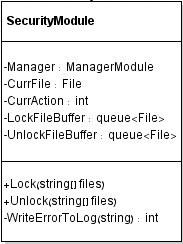 SecurityModule
-Manager : ManagerModule
-CurrFile : File
-CurrAction : int
-LockFileBuffer : queue<File>
-UnlockFileBuffer : queue<File>
+Lock(string[] files)
+Unlock(string[] files)
-WriteErrorToLog(string) : int